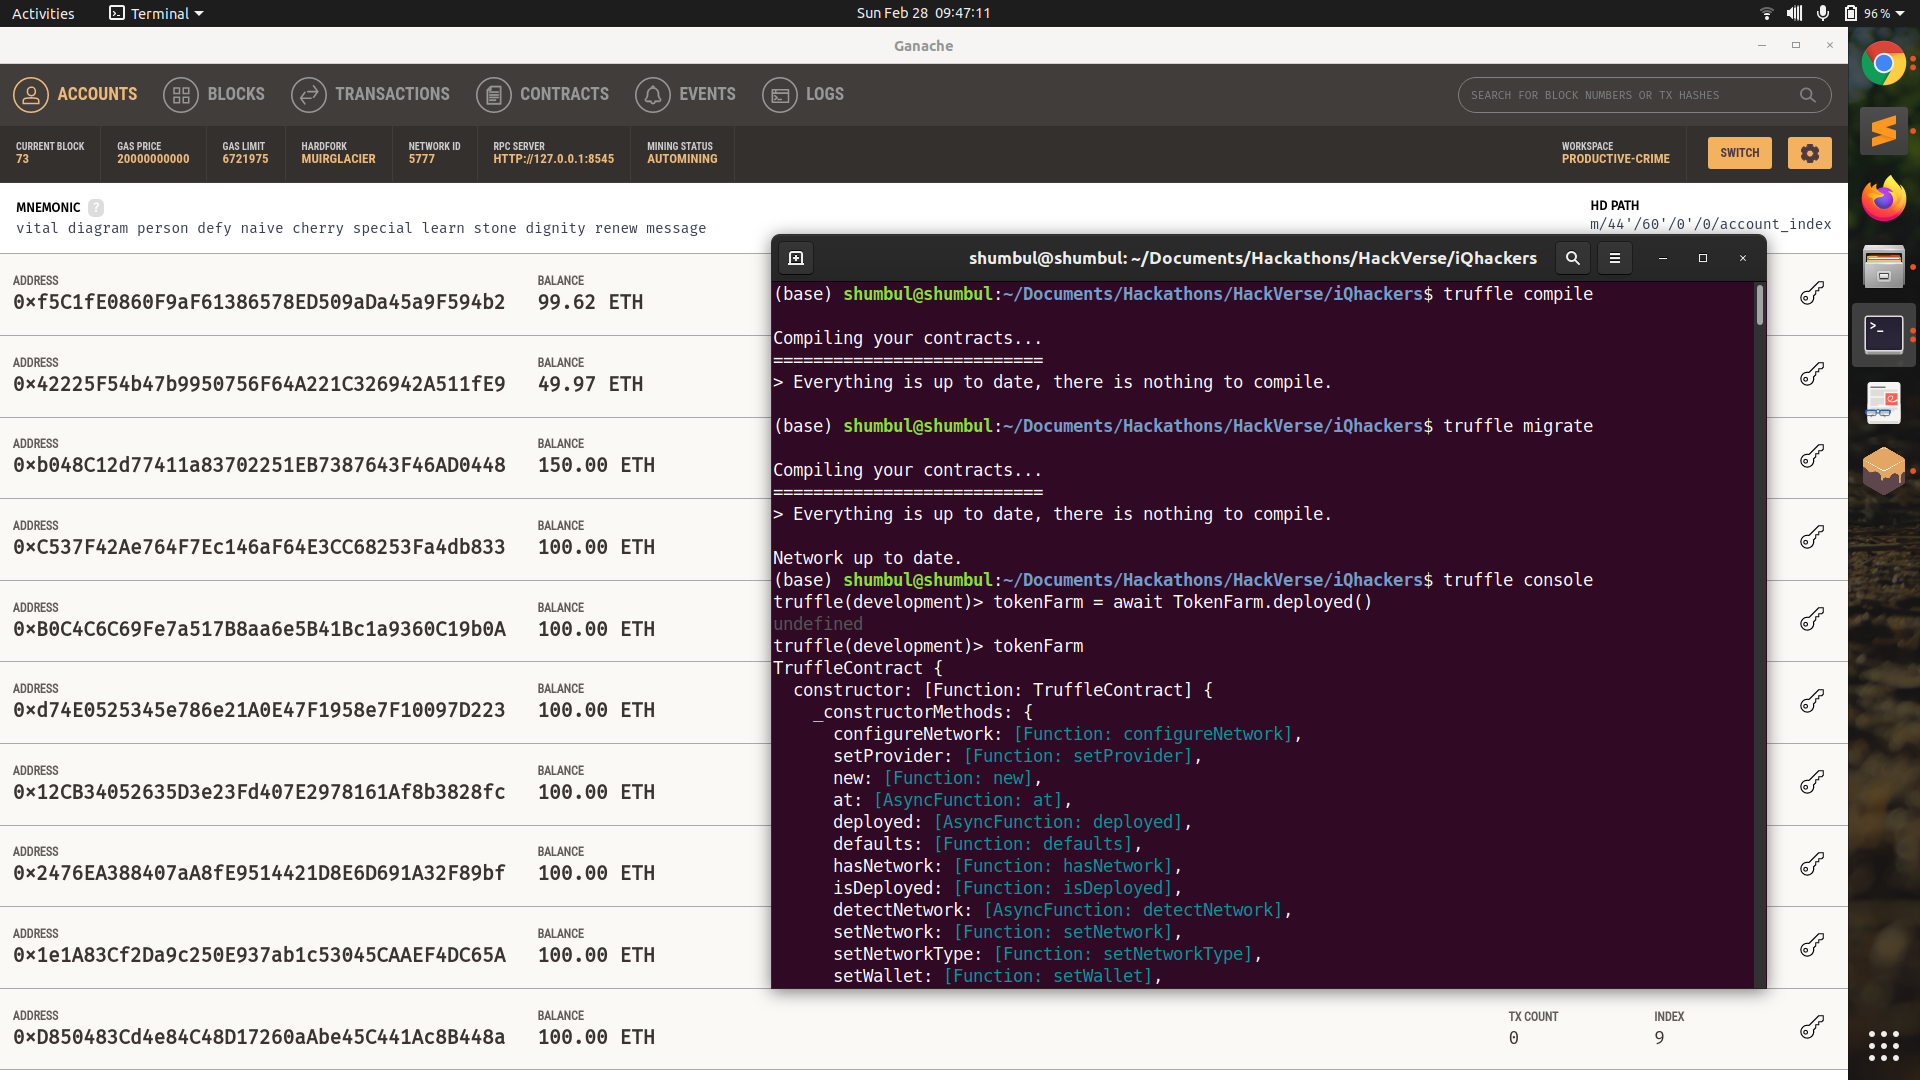 Activities
Terminal
Sun Feb 28 09:47:11
96 %
Ganache
ACCOUNTS
BLOCKS
TRANSACTIONS
CONTRACTS
EVENTS
LOGS
SEARCH FOR BLOCK NUMBERS OR TX HASHES
CURRENT BLOCK
73
GAS PRICE
20000000000
GAS LIMIT
6721975
HARDFORK
MUIRGLACIER
NETWORK ID
5777
RPC SERVER
HTTP://127.0.0.1:8545
MINING STATUS
AUTOMINING
WORKSPACE
PRODUCTIVE-CRIME
SWITCH
MNEMONIC ?
vital diagram person defy naive cherry special learn stone dignity renew message
HD PATH
m/44'/60'/0'/0/account_index
ADDRESS
0×f5C1fE0860F9aF61386578ED509aDa45a9F594b2
BALANCE
99.62 ETH
ADDRESS
0×42225F54b47b9950756F64A221C326942A511fE9
BALANCE
49.97 ETH
ADDRESS
0×b048C12d77411a83702251EB7387643F46AD0448
BALANCE
150.00 ETH
ADDRESS
0×C537F42Ae764F7Ec146aF64E3CC68253Fa4db833
BALANCE
100.00 ETH
ADDRESS
0×B0C4C6C69Fe7a517B8aa6e5B41Bc1a9360C19b0A
BALANCE
100.00 ETH
ADDRESS
0×d74E0525345e786e21A0E47F1958e7F10097D223
BALANCE
100.00 ETH
ADDRESS
0×12CB34052635D3e23Fd407E2978161Af8b3828fc
BALANCE
100.00 ETH
ADDRESS
0×2476EA388407aA8fE9514421D8E6D691A32F89bf
BALANCE
100.00 ETH
ADDRESS
0×1e1A83Cf2Da9c250E937ab1c53045CAAEF4DC65A
BALANCE
100.00 ETH
ADDRESS
0×D850483Cd4e84C48D17260aAbe45C441Ac8B448a
BALANCE
100.00 ETH
TX COUNT
0
INDEX
9
shumbul@shumbul: ~/Documents/Hackathons/HackVerse/iQhackers
(base) shumbul@shumbul:~/Documents/Hackathons/HackVerse/iQhackers$ truffle compile
Compiling your contracts...
===========================
> Everything is up to date, there is nothing to compile.
(base) shumbul@shumbul:~/Documents/Hackathons/HackVerse/iQhackers$ truffle migrate
Compiling your contracts...
===========================
> Everything is up to date, there is nothing to compile.
Network up to date.
(base) shumbul@shumbul:~/Documents/Hackathons/HackVerse/iQhackers$ truffle console
truffle(development)> tokenFarm = await TokenFarm.deployed()
undefined
truffle(development)> tokenFarm
TruffleContract {
constructor: [Function: TruffleContract] {
_constructorMethods: {
configureNetwork: [Function: configureNetwork],
setProvider: [Function: setProvider],
new: [Function: new],
at: [AsyncFunction: at],
deployed: [AsyncFunction: deployed],
defaults: [Function: defaults],
hasNetwork: [Function: hasNetwork],
isDeployed: [Function: isDeployed],
detectNetwork: [AsyncFunction: detectNetwork],
setNetwork: [Function: setNetwork],
setNetworkType: [Function: setNetworkType],
setWallet: [Function: setWallet],